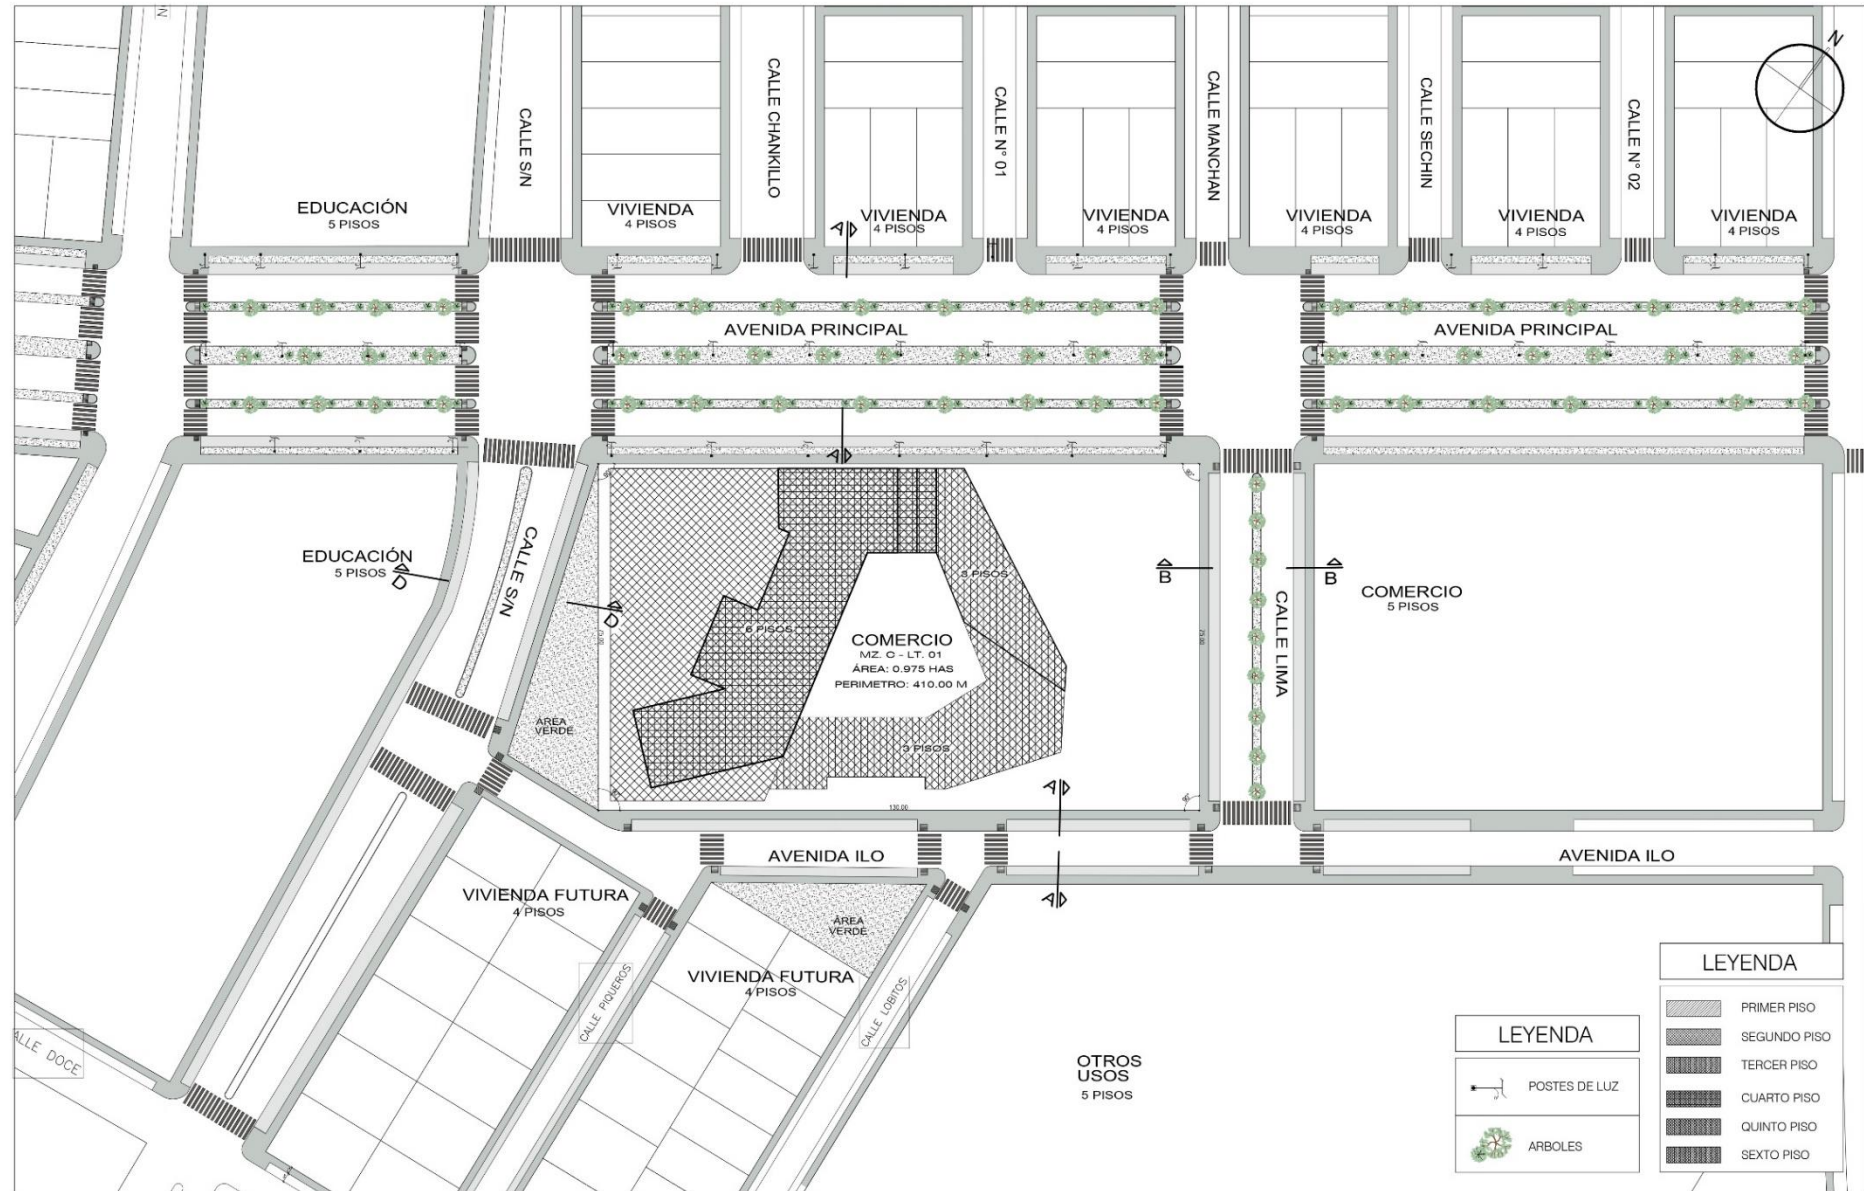 N
CALLE S/N
CALLE CHANKILLO
CALLE N° 01
CALLE MANCHAN
CALLE SECHIN
CALLE N° 02
EDUCACIÓN
5 PISOS
VIVIENDA
4 PISOS
VIVIENDA
4 PISOS
VIVIENDA
4 PISOS
VIVIENDA
4 PISOS
VIVIENDA
4 PISOS
VIVIENDA
4 PISOS
A
AVENIDA PRINCIPAL
AVENIDA PRINCIPAL
A
EDUCACIÓN
5 PISOS
D
CALLE S/N
D
3 PISOS
6 PISOS
COMERCIO
MZ. C - LT. 01
ÁREA: 0.975 HAS
PERIMETRO: 410.00 M
3 PISOS
75.00
B
B
CALLE LIMA
COMERCIO
5 PISOS
ÁREA
VERDE
130.00
A
AVENIDA ILO
AVENIDA ILO
A
VIVIENDA FUTURA
4 PISOS
ÁREA
VERDE
VIVIENDA FUTURA
4 PISOS
CALLE PIQUEROS
CALLE LOBITOS
ALLE DOCE
OTROS
USOS
5 PISOS
LEYENDA
POSTES DE LUZ
ARBOLES
LEYENDA
PRIMER PISO
SEGUNDO PISO
TERCER PISO
CUARTO PISO
QUINTO PISO
SEXTO PISO